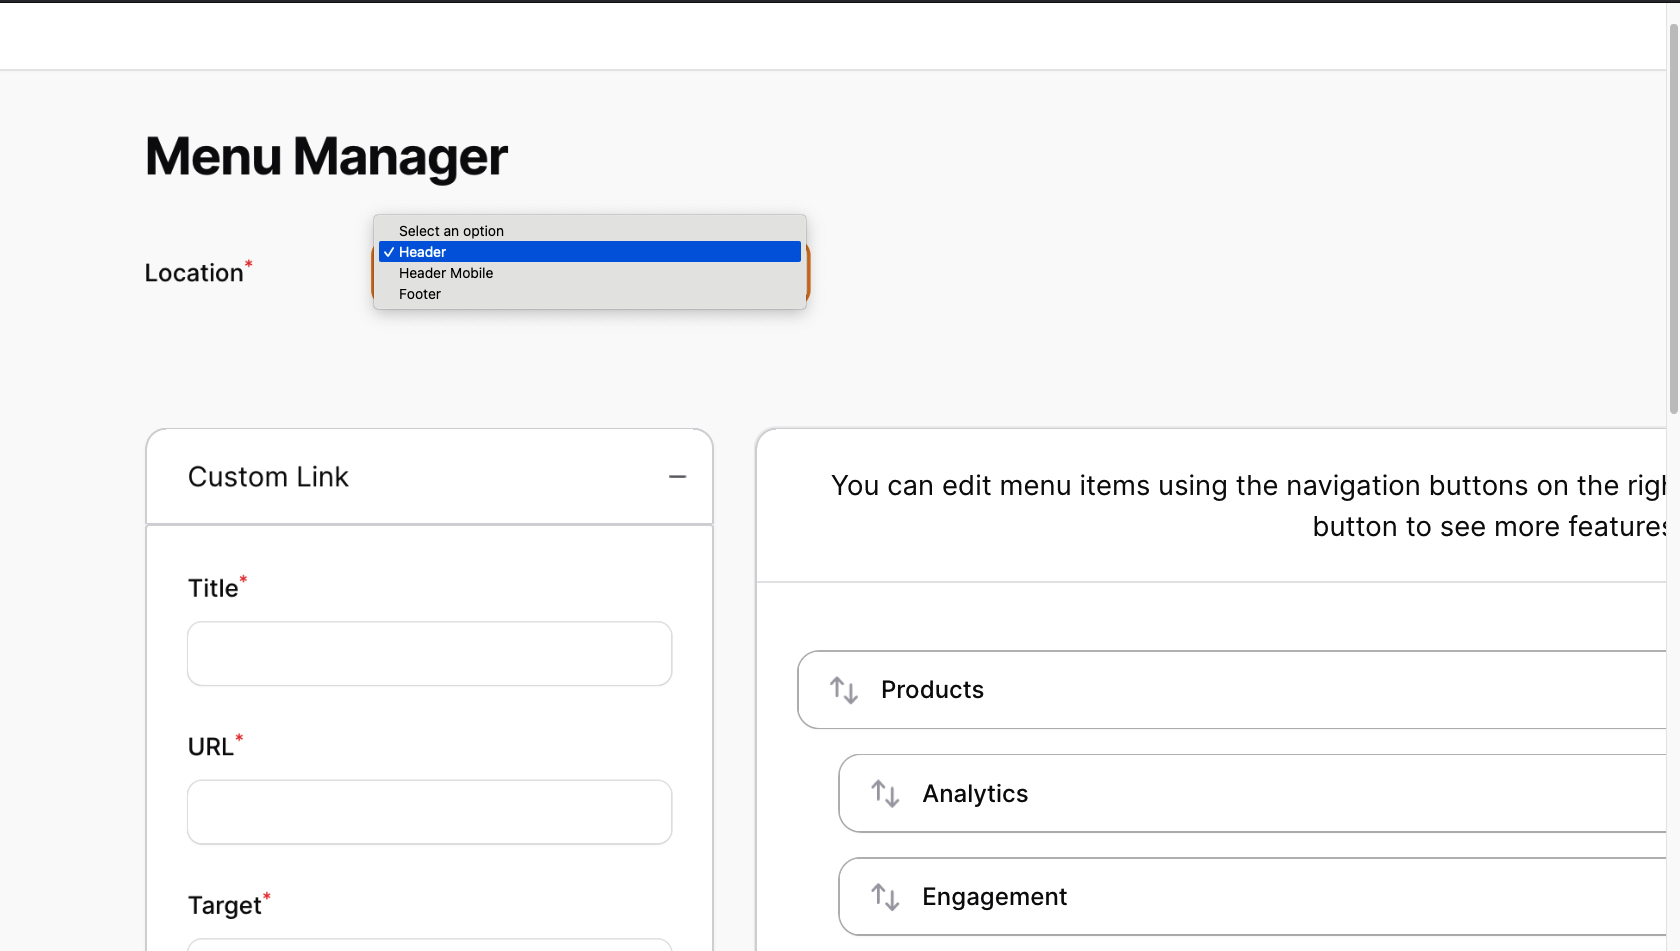 Menu Manager
Location*
Select an option
✓ Header
Header Mobile
Footer
Custom Link
Title*
URL*
Target*
You can edit menu items using the navigation buttons on the
button to see more features
Products
Analytics
Engagement